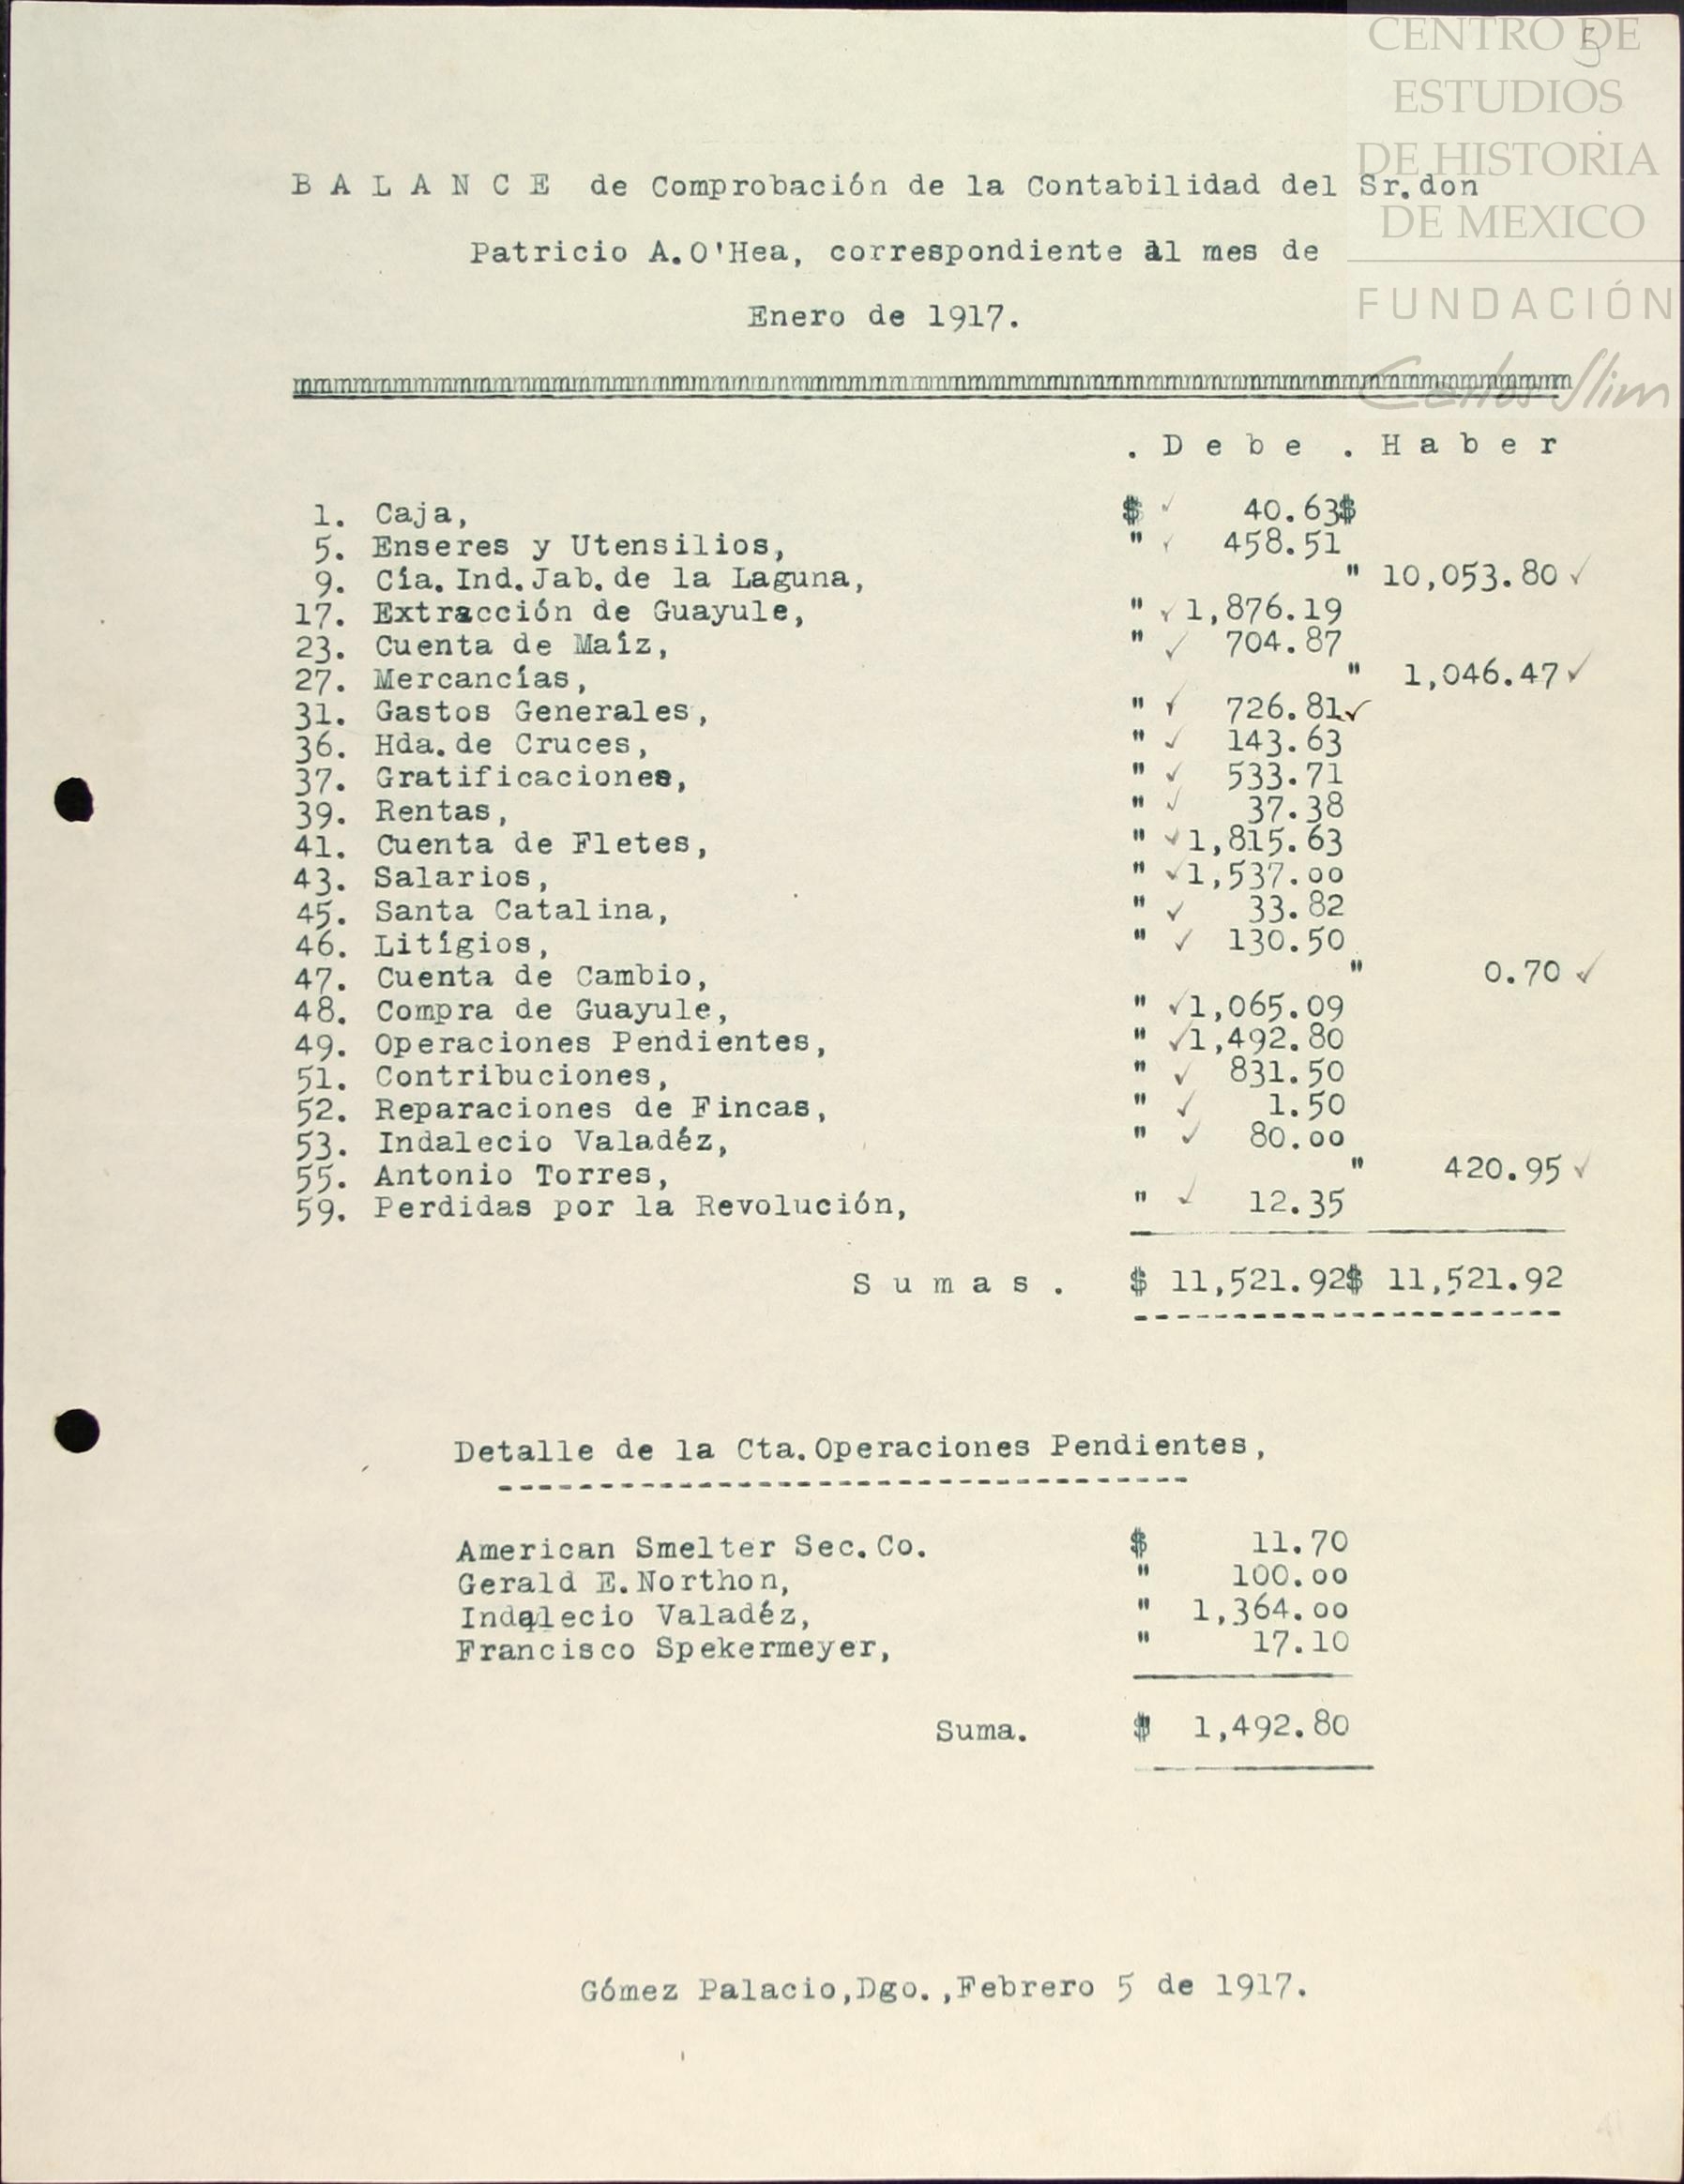 CENTRO DE
ESTUDIOS
DE HISTORIA
DE MEXICO
FUNDACIÓN
Carlos Slim
5
B A L A N C E de Comprobación de la Contabilidad del Sr.don
Patricio A.O'Hea, correspondiente al mes de
Enero de 1917.
. D e b e . H a b e r
1. Caja, $ ✓ 40.63$
5. Enseres y Utensilios, " ✓ 458.51
9. Cía.Ind.Jab.de la Laguna, " 10,053.80 ✓
17. Extracción de Guayule, " ✓ 1,876.19
23. Cuenta de Maíz, " ✓ 704.87
27. Mercancías, " 1,046.47 ✓
31. Gastos Generales, " ✓ 726.81 ✓
36. Hda.de Cruces, " ✓ 143.63
37. Gratificaciones, " ✓ 533.71
39. Rentas, " ✓ 37.38
41. Cuenta de Fletes, " ✓ 1,815.63
43. Salarios, " ✓ 1,537.oo
45. Santa Catalina, " ✓ 33.82
46. Litígios, " ✓ 130.50
47. Cuenta de Cambio, " 0.70 ✓
48. Compra de Guayule, " ✓ 1,065.09
49. Operaciones Pendientes, " ✓ 1,492.80
51. Contribuciones, " ✓ 831.50
52. Reparaciones de Fincas, " ✓ 1.50
53. Indalecio Valadéz, " ✓ 80.oo
55. Antonio Torres, " 420.95 ✓
59. Perdidas por la Revolución, " ✓ 12.35
S u m a s . $ 11,521.92$ 11,521.92
Detalle de la Cta.Operaciones Pendientes,
American Smelter Sec.Co. $ 11.70
Gerald E.Northon, " 100.oo
Indalecio Valadéz, " 1,364.oo
Francisco Spekermeyer, " 17.10
Suma. $ 1,492.80
Gómez Palacio,Dgo.,Febrero 5 de 1917.